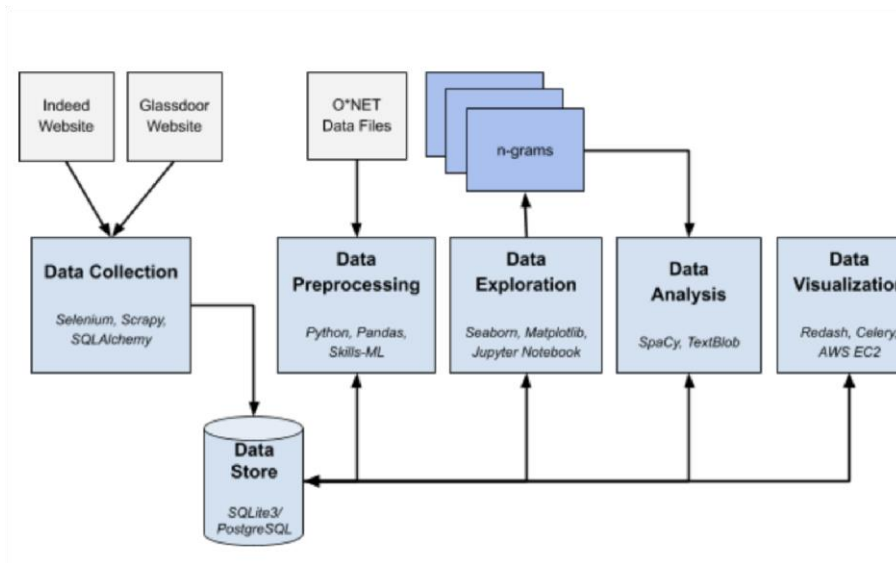 Indeed
Website
Glassdoor
Website
O*NET
Data Files
n-grams
Data Collection
Selenium, Scrapy,
SQLAlchemy
Data
Preprocessing
Python, Pandas,
Skills-ML
Data
Exploration
Seaborn, Matplotlib,
Jupyter Notebook
Data
Analysis
SpaCy, TextBlob
Data
Visualization
Redash, Celery,
AWS EC2
Data
Store
SQLite3/
PostgreSQL